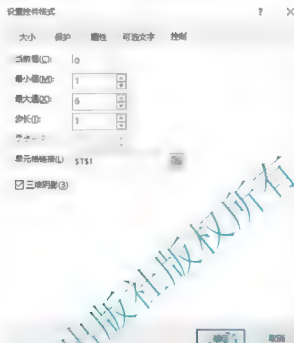 设置控件格式 ? ×
大小 保护 属性 可选文字 控制
当前值(C): 0
最小值(M): 1
最大值(X): 6
步长(I): 1
单元格链接(L) $T$1
三维阴影(3)
出版社版权所有
取消